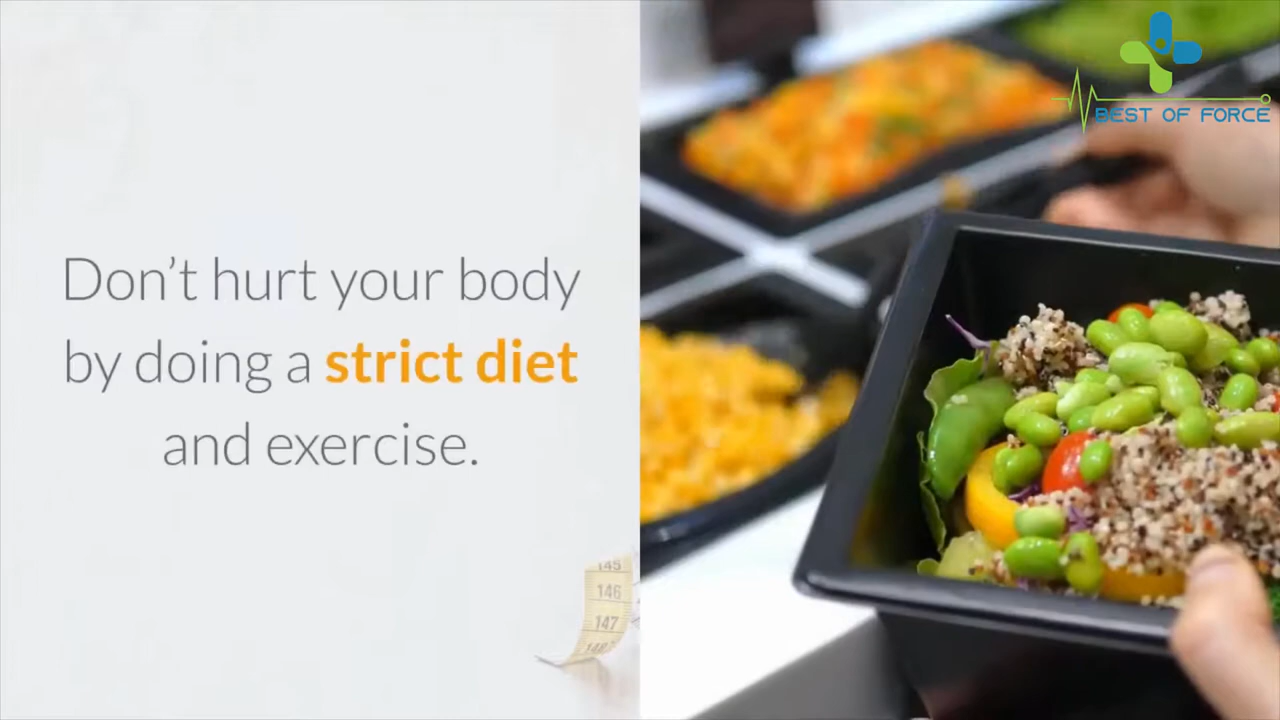 BEST OF FORCE
Don't hurt your body
by doing a strict diet
and exercise.
145
146
147
148